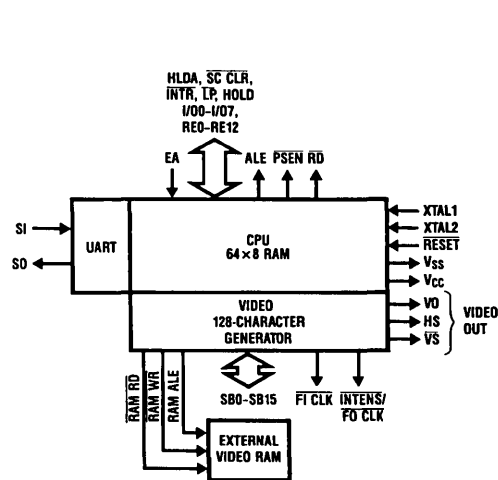 HLDA, SC CLR,
INTR, LP, HOLD
I/O0-I/O7,
RE0-RE12
EA
ALE PSEN RD
SI
SO
UART
CPU
64×8 RAM
XTAL1
XTAL2
RESET
VSS
VCC
VIDEO
128-CHARACTER
GENERATOR
VO
HS
VS
VIDEO
OUT
RAM RD
RAM WR
RAM ALE
SB0-SB15
FI CLK
INTENS/
FO CLK
EXTERNAL
VIDEO RAM